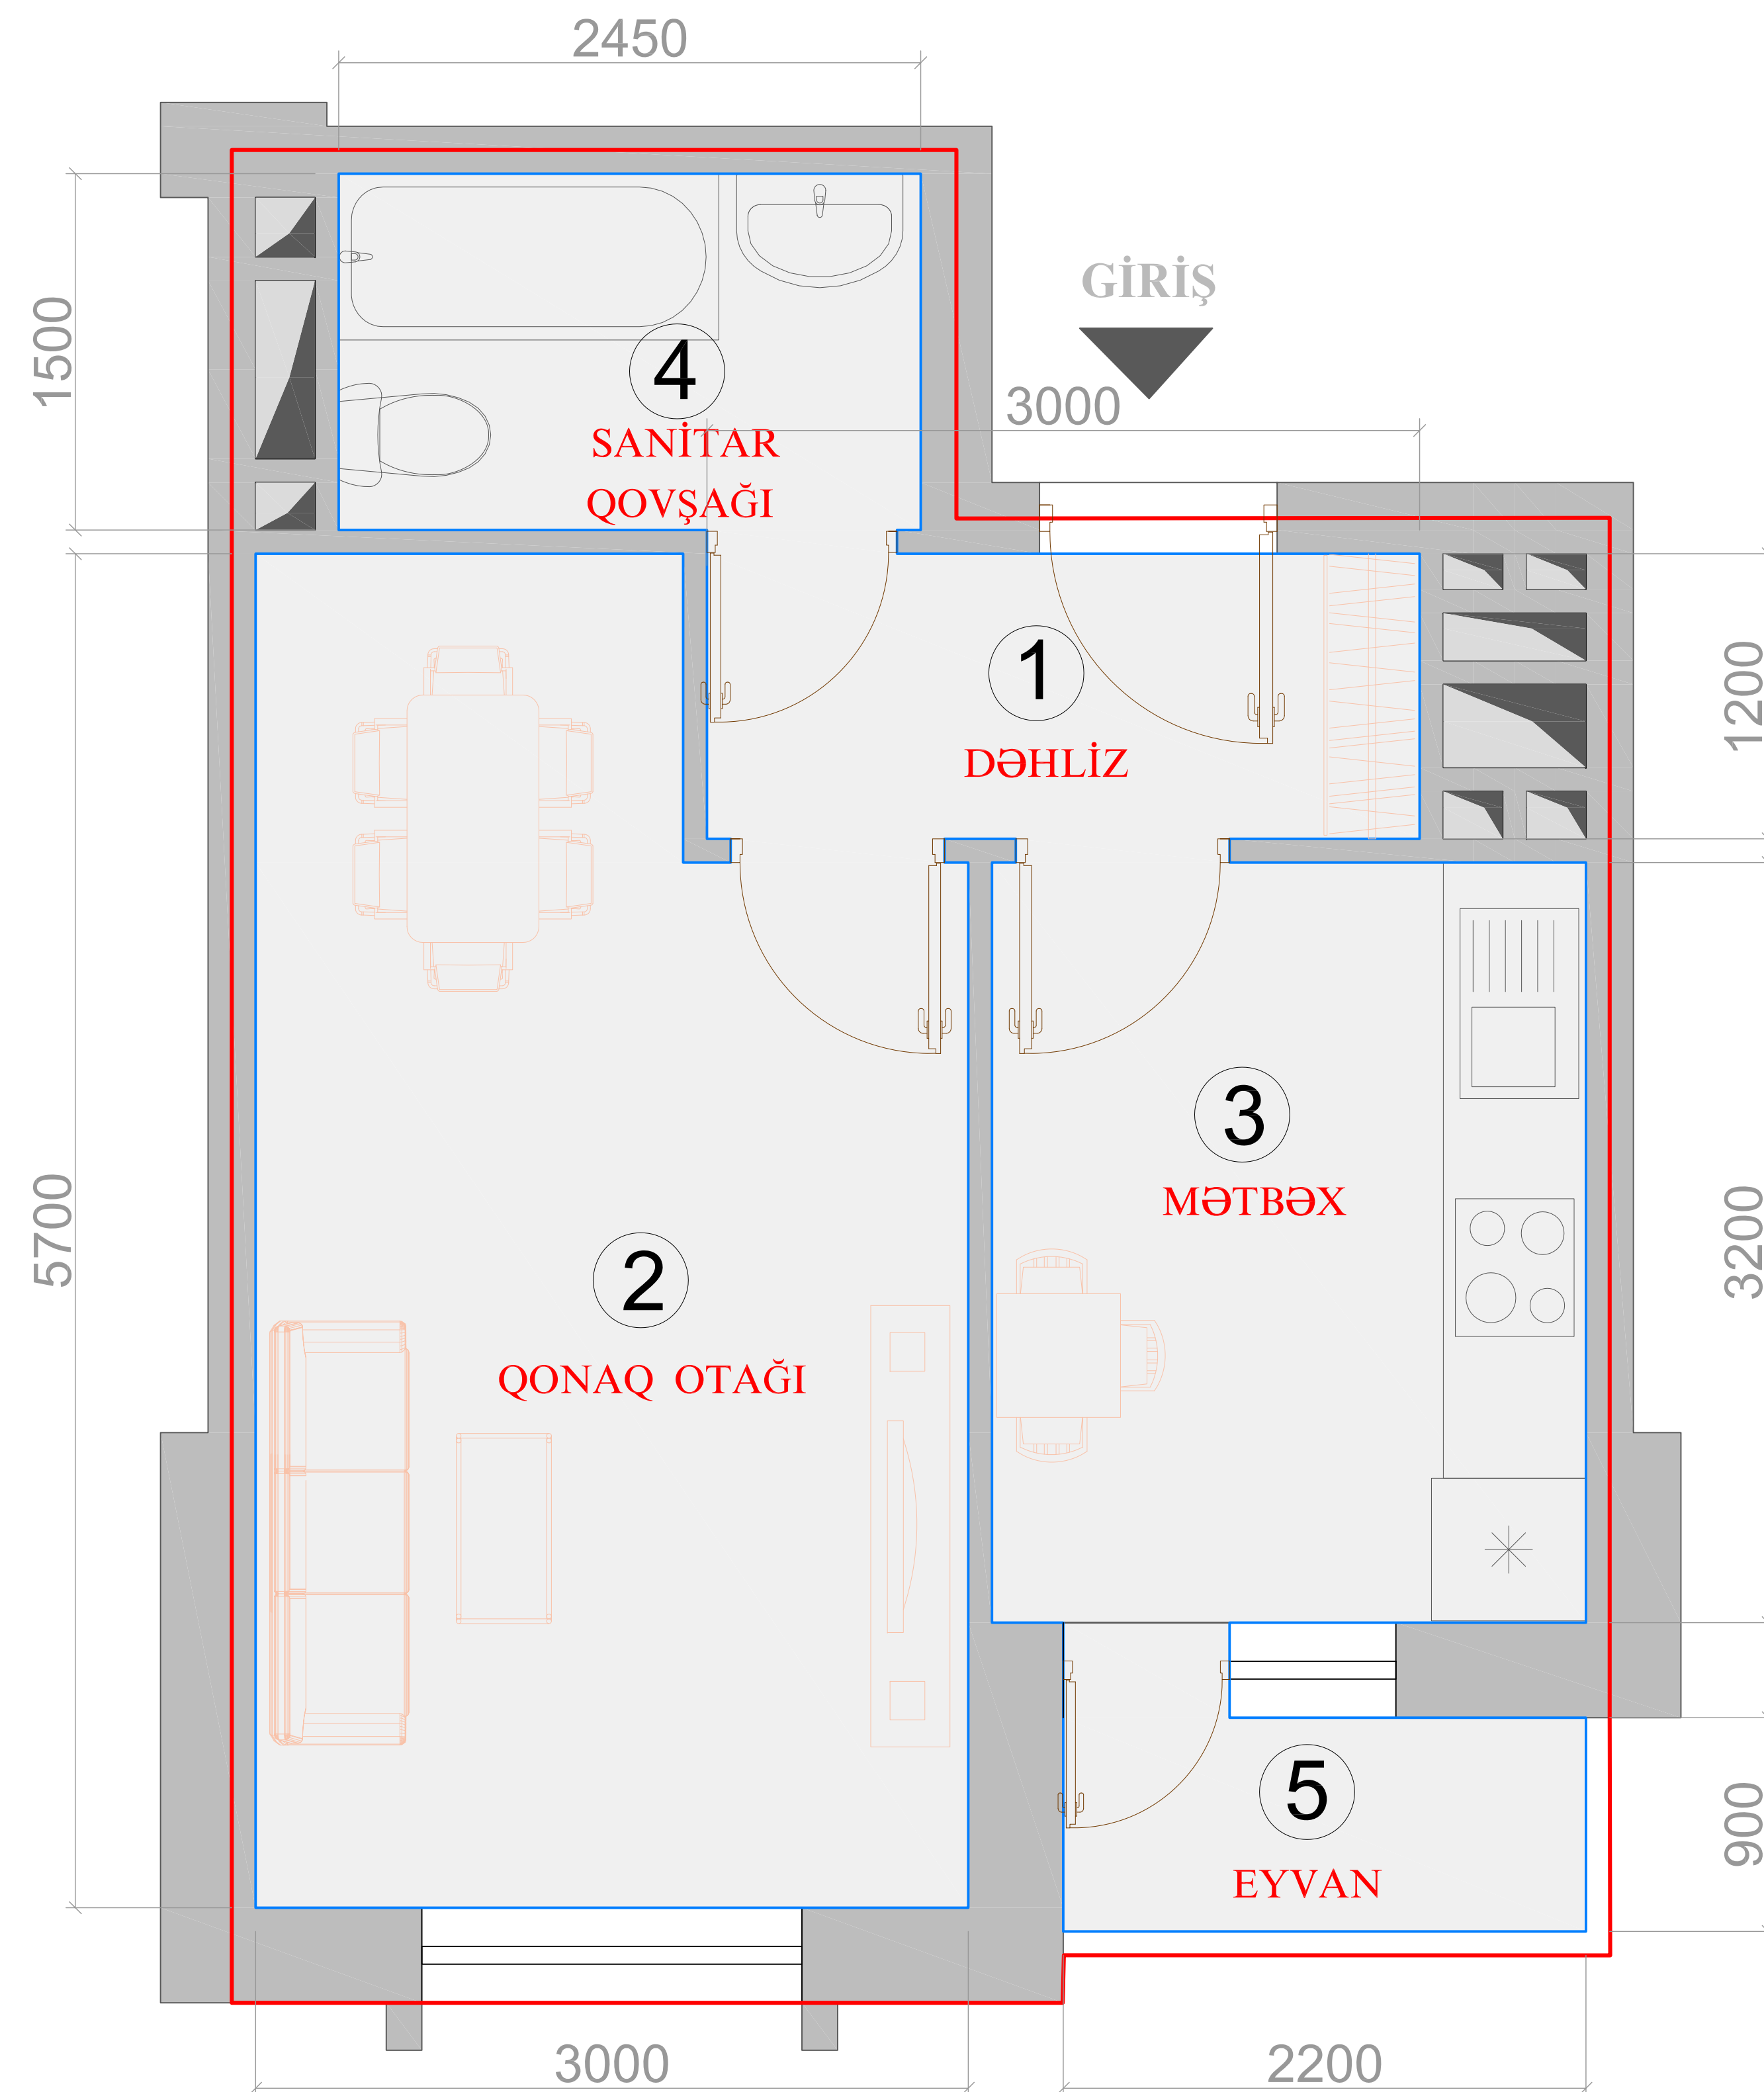 2450
GİRİŞ
1500
4
3000
SANİTAR
QOVŞAĞI
1
1200
DƏHLİZ
3
5700
3200
MƏTBƏX
2
QONAQ OTAĞI
5
900
EYVAN
3000
2200